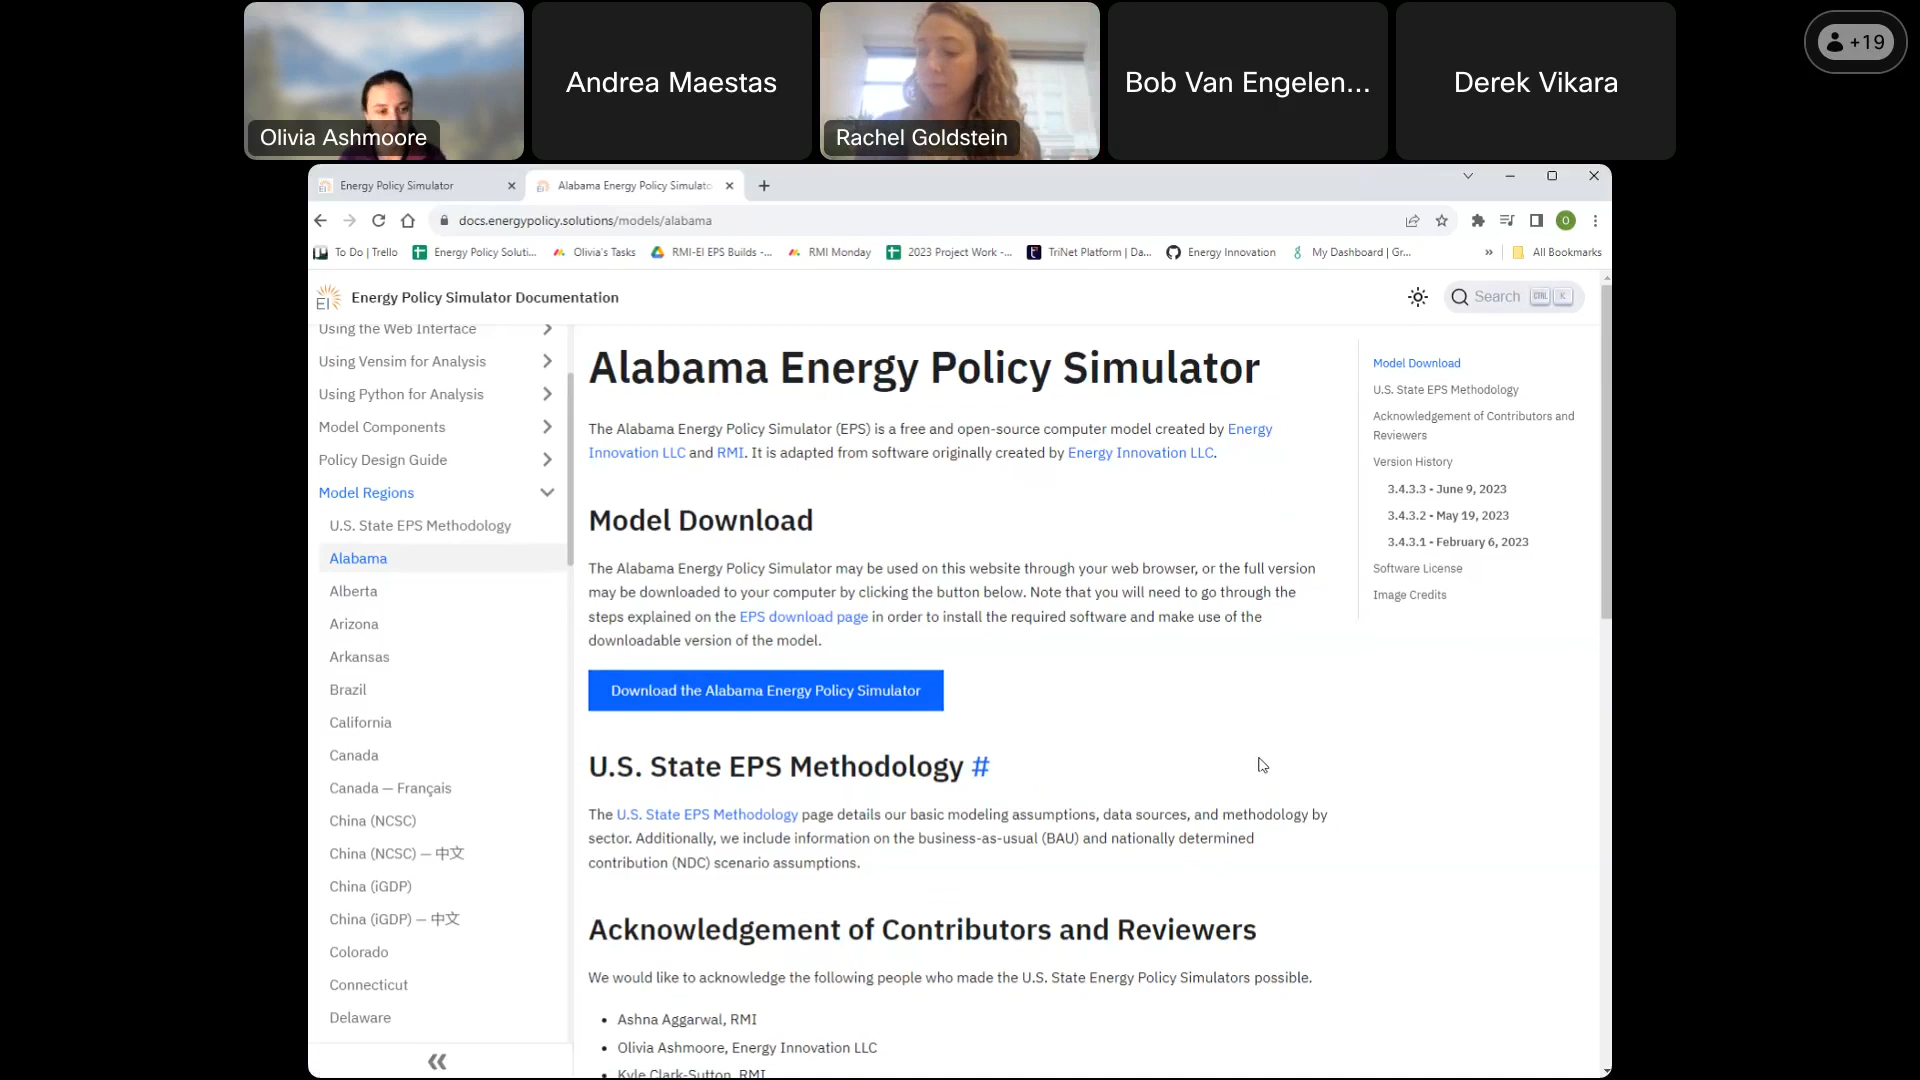 Olivia Ashmoore
Andrea Maestas
Rachel Goldstein
Bob Van Engelen...
Derek Vikara
+19
Energy Policy Simulator
Alabama Energy Policy Simulato
docs.energypolicy.solutions/models/alabama
O
To Do | Trello
Energy Policy Soluti...
Olivia's Tasks
RMI-EI EPS Builds -...
RMI Monday
2023 Project Work -...
TriNet Platform | Da...
Energy Innovation
My Dashboard | Gr...
»
All Bookmarks
EI
Energy Policy Simulator Documentation
Search CTRL K
Using the Web Interface
Using Vensim for Analysis
Using Python for Analysis
Model Components
Policy Design Guide
Model Regions
U.S. State EPS Methodology
Alabama
Alberta
Arizona
Arkansas
Brazil
California
Canada
Canada — Français
China (NCSC)
China (NCSC) — 中文
China (iGDP)
China (iGDP) — 中文
Colorado
Connecticut
Delaware
Alabama Energy Policy Simulator
The Alabama Energy Policy Simulator (EPS) is a free and open-source computer model created by Energy
Innovation LLC and RMI. It is adapted from software originally created by Energy Innovation LLC.
Model Download
The Alabama Energy Policy Simulator may be used on this website through your web browser, or the full version
may be downloaded to your computer by clicking the button below. Note that you will need to go through the
steps explained on the EPS download page in order to install the required software and make use of the
downloadable version of the model.
Download the Alabama Energy Policy Simulator
U.S. State EPS Methodology #
The U.S. State EPS Methodology page details our basic modeling assumptions, data sources, and methodology by
sector. Additionally, we include information on the business-as-usual (BAU) and nationally determined
contribution (NDC) scenario assumptions.
Acknowledgement of Contributors and Reviewers
We would like to acknowledge the following people who made the U.S. State Energy Policy Simulators possible.
• Ashna Aggarwal, RMI
• Olivia Ashmoore, Energy Innovation LLC
• Kyle Clark-Sutton, RMI
Model Download
U.S. State EPS Methodology
Acknowledgement of Contributors and
Reviewers
Version History
3.4.3.3 - June 9, 2023
3.4.3.2 - May 19, 2023
3.4.3.1 - February 6, 2023
Software License
Image Credits